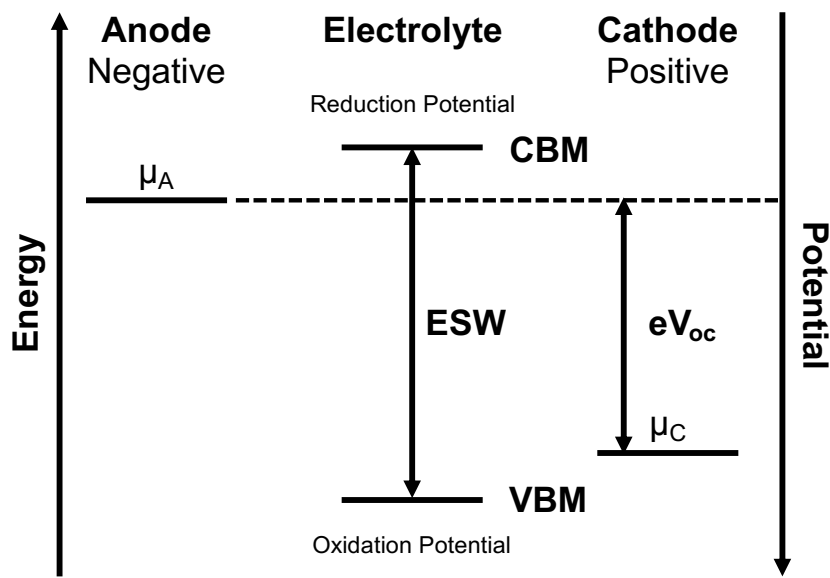 Anode
Negative
Electrolyte
Cathode
Positive
Reduction Potential
CBM
μA
Energy
ESW
eVoc
Potential
μC
VBM
Oxidation Potential